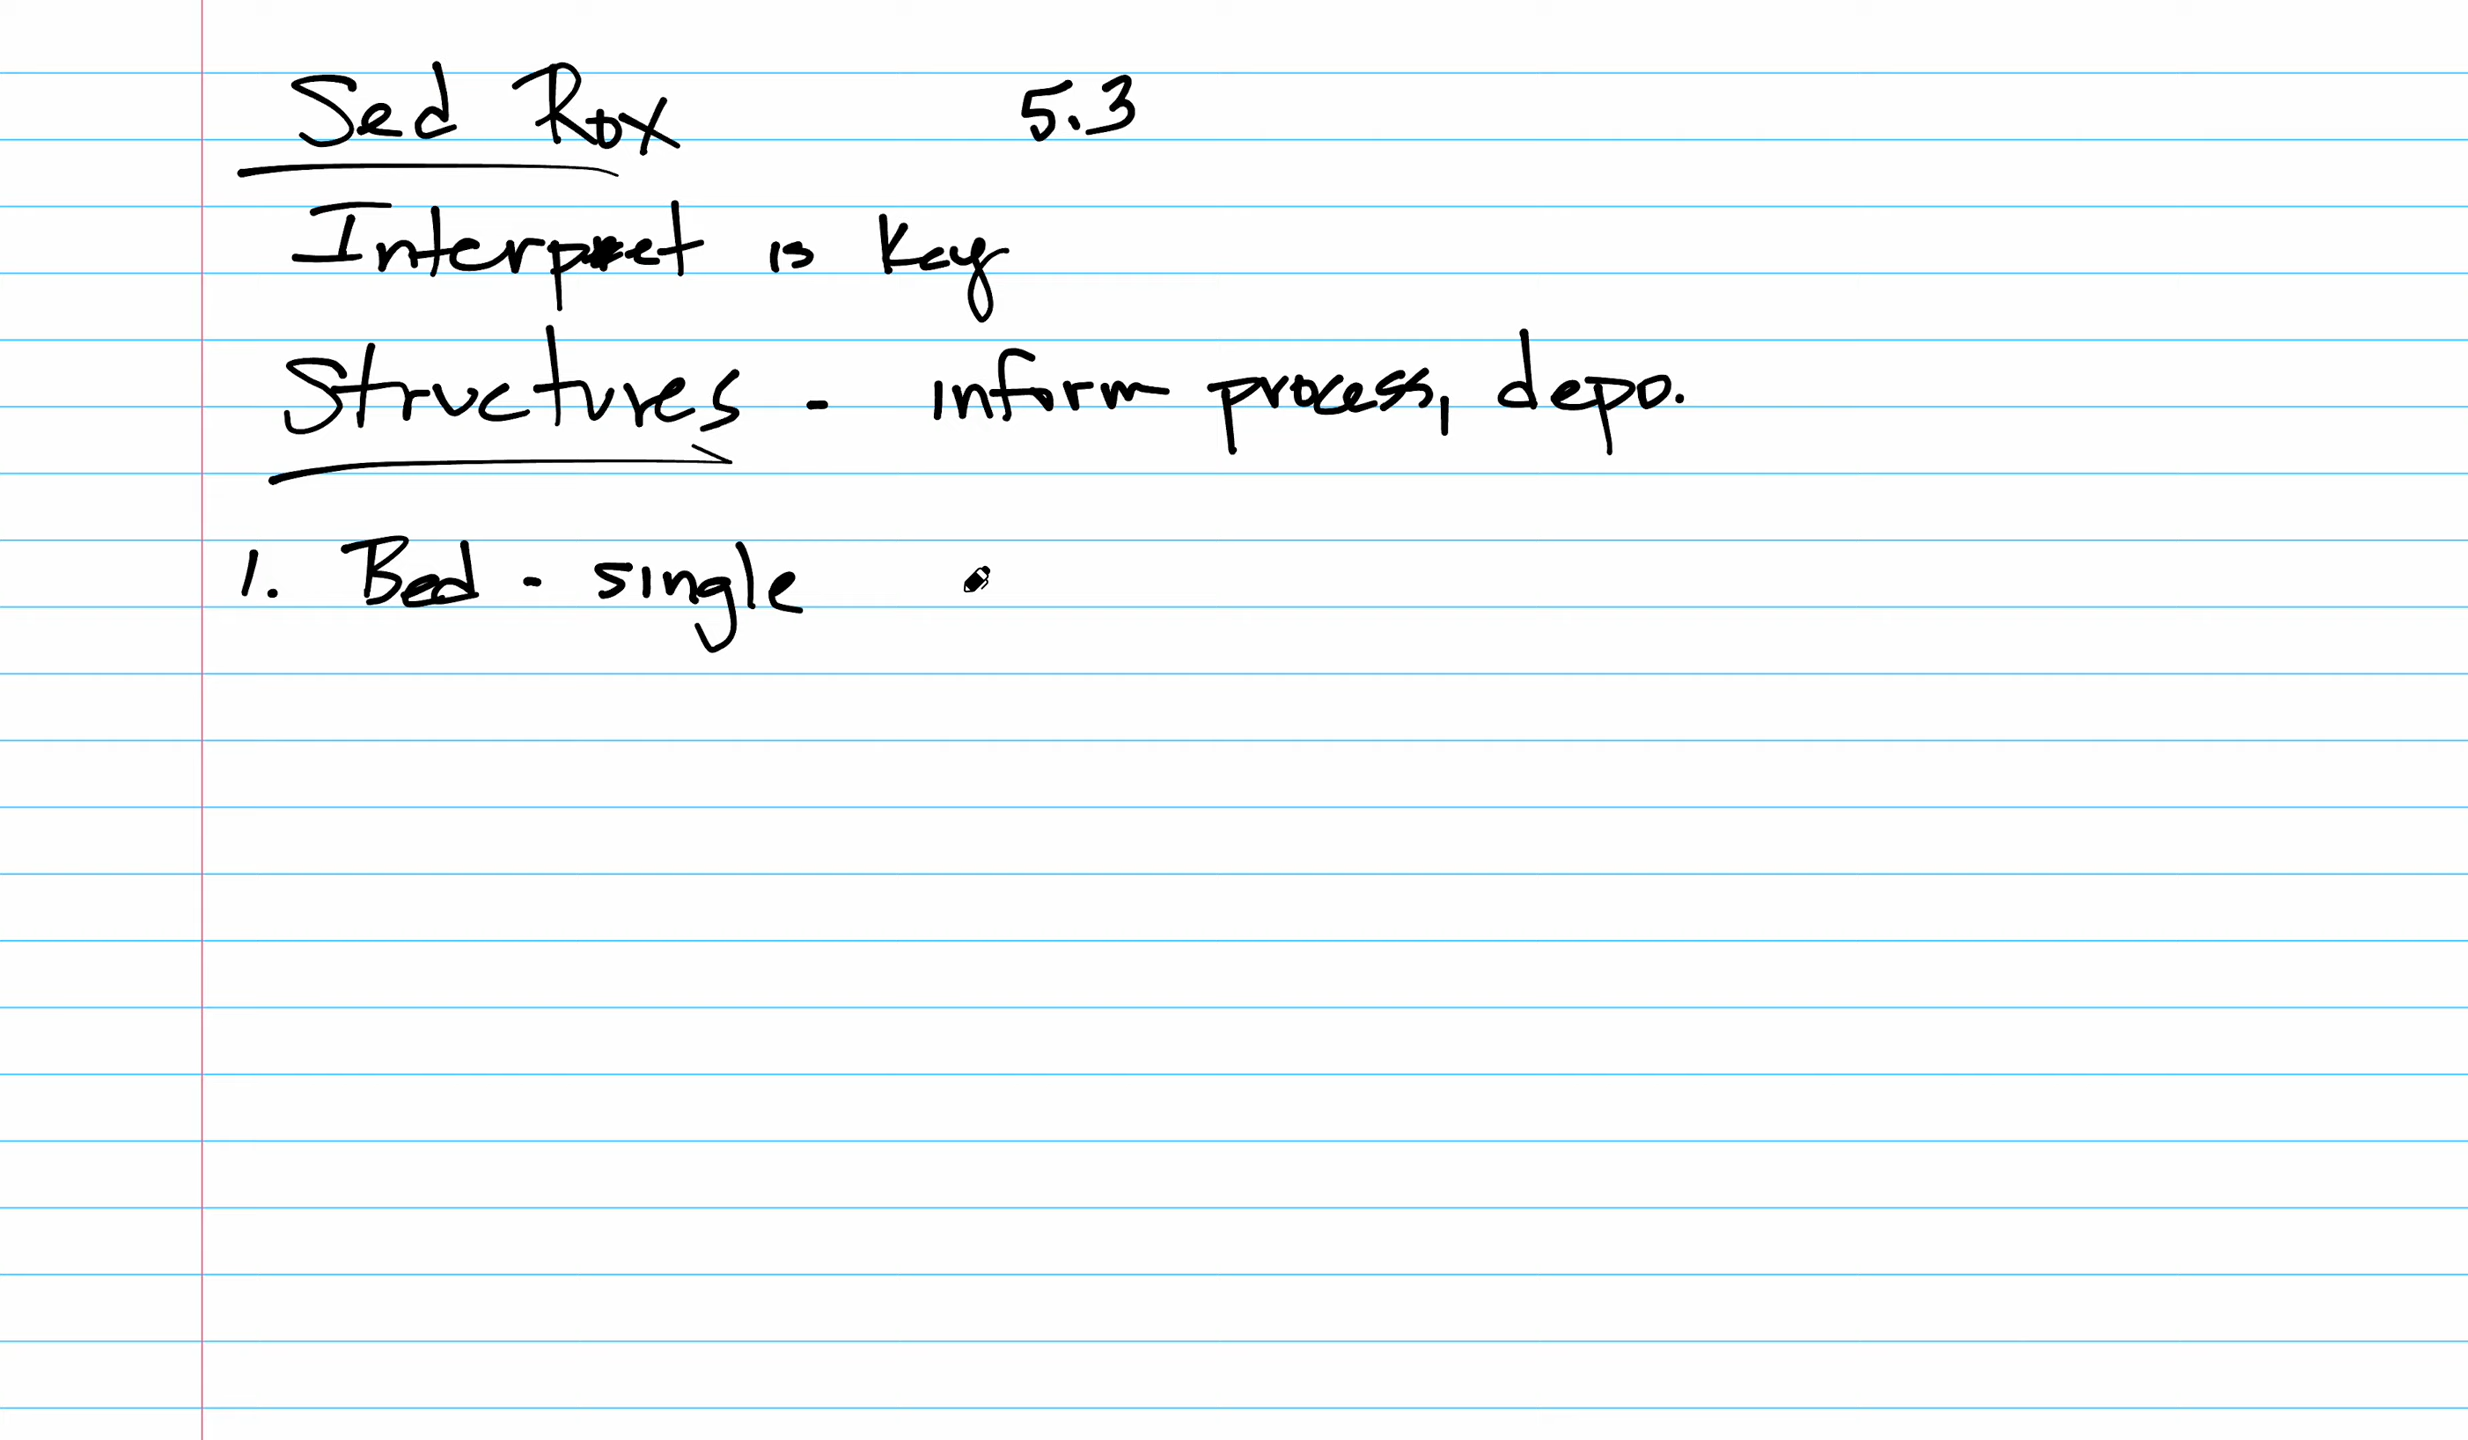 Sed Rox 5.3
Interpret is key
Structures - inform process, depo.
1. Bed - single